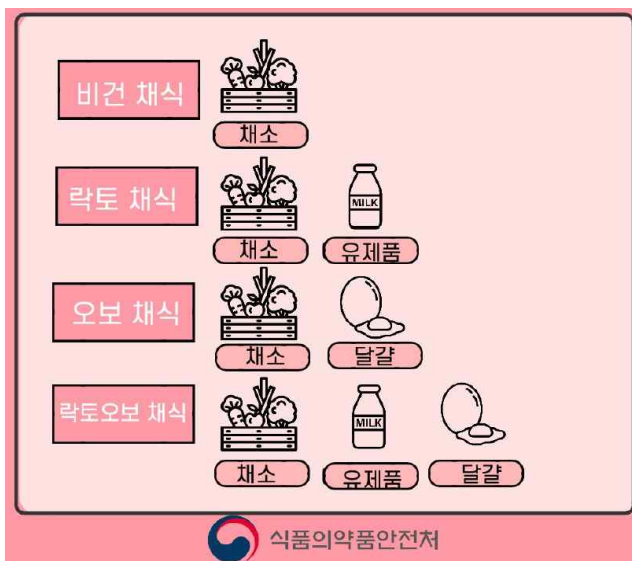 비건 채식
채소
락토 채식
MILK
채소 유제품
오보 채식
채소 달걀
락토오보 채식
MILK
채소 유제품 달걀
식품의약품안전처